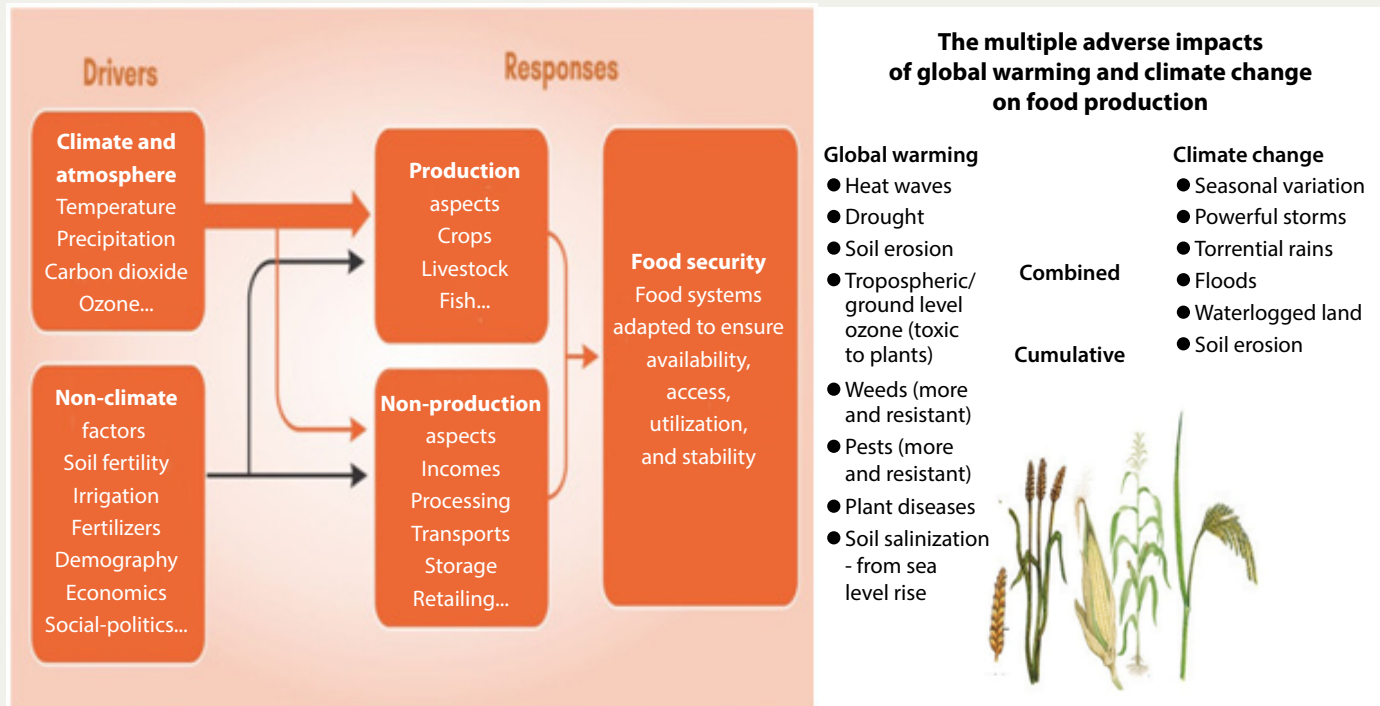 Drivers
Responses
Climate and
atmosphere
Temperature
Precipitation
Carbon dioxide
Ozone...
Non-climate
factors
Soil fertility
Irrigation
Fertilizers
Demography
Economics
Social-politics...
Production
aspects
Crops
Livestock
Fish...
Non-production
aspects
Incomes
Processing
Transports
Storage
Retailing...
Food security
Food systems
adapted to ensure
availability,
access,
utilization,
and stability
The multiple adverse impacts
of global warming and climate change
on food production
Global warming
● Heat waves
● Drought
● Soil erosion
● Tropospheric/
ground level
ozone (toxic
to plants)
● Weeds (more
and resistant)
● Pests (more
and resistant)
● Plant diseases
● Soil salinization
- from sea
level rise
Combined
Cumulative
Climate change
● Seasonal variation
● Powerful storms
● Torrential rains
● Floods
● Waterlogged land
● Soil erosion